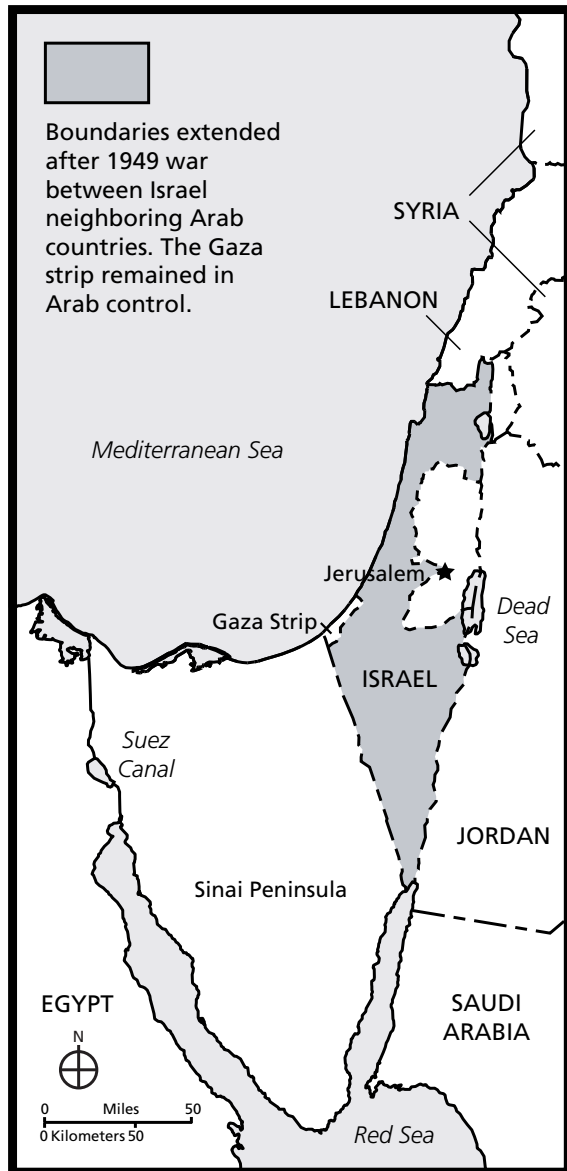 Boundaries extended
after 1949 war
between Israel
neighboring Arab
countries. The Gaza
strip remained in
Arab control.
SYRIA
LEBANON
Mediterranean Sea
Jerusalem
Gaza Strip
Dead
Sea
ISRAEL
Suez
Canal
JORDAN
Sinai Peninsula
EGYPT
SAUDI
ARABIA
N
0 Miles 50
0 Kilometers 50
Red Sea